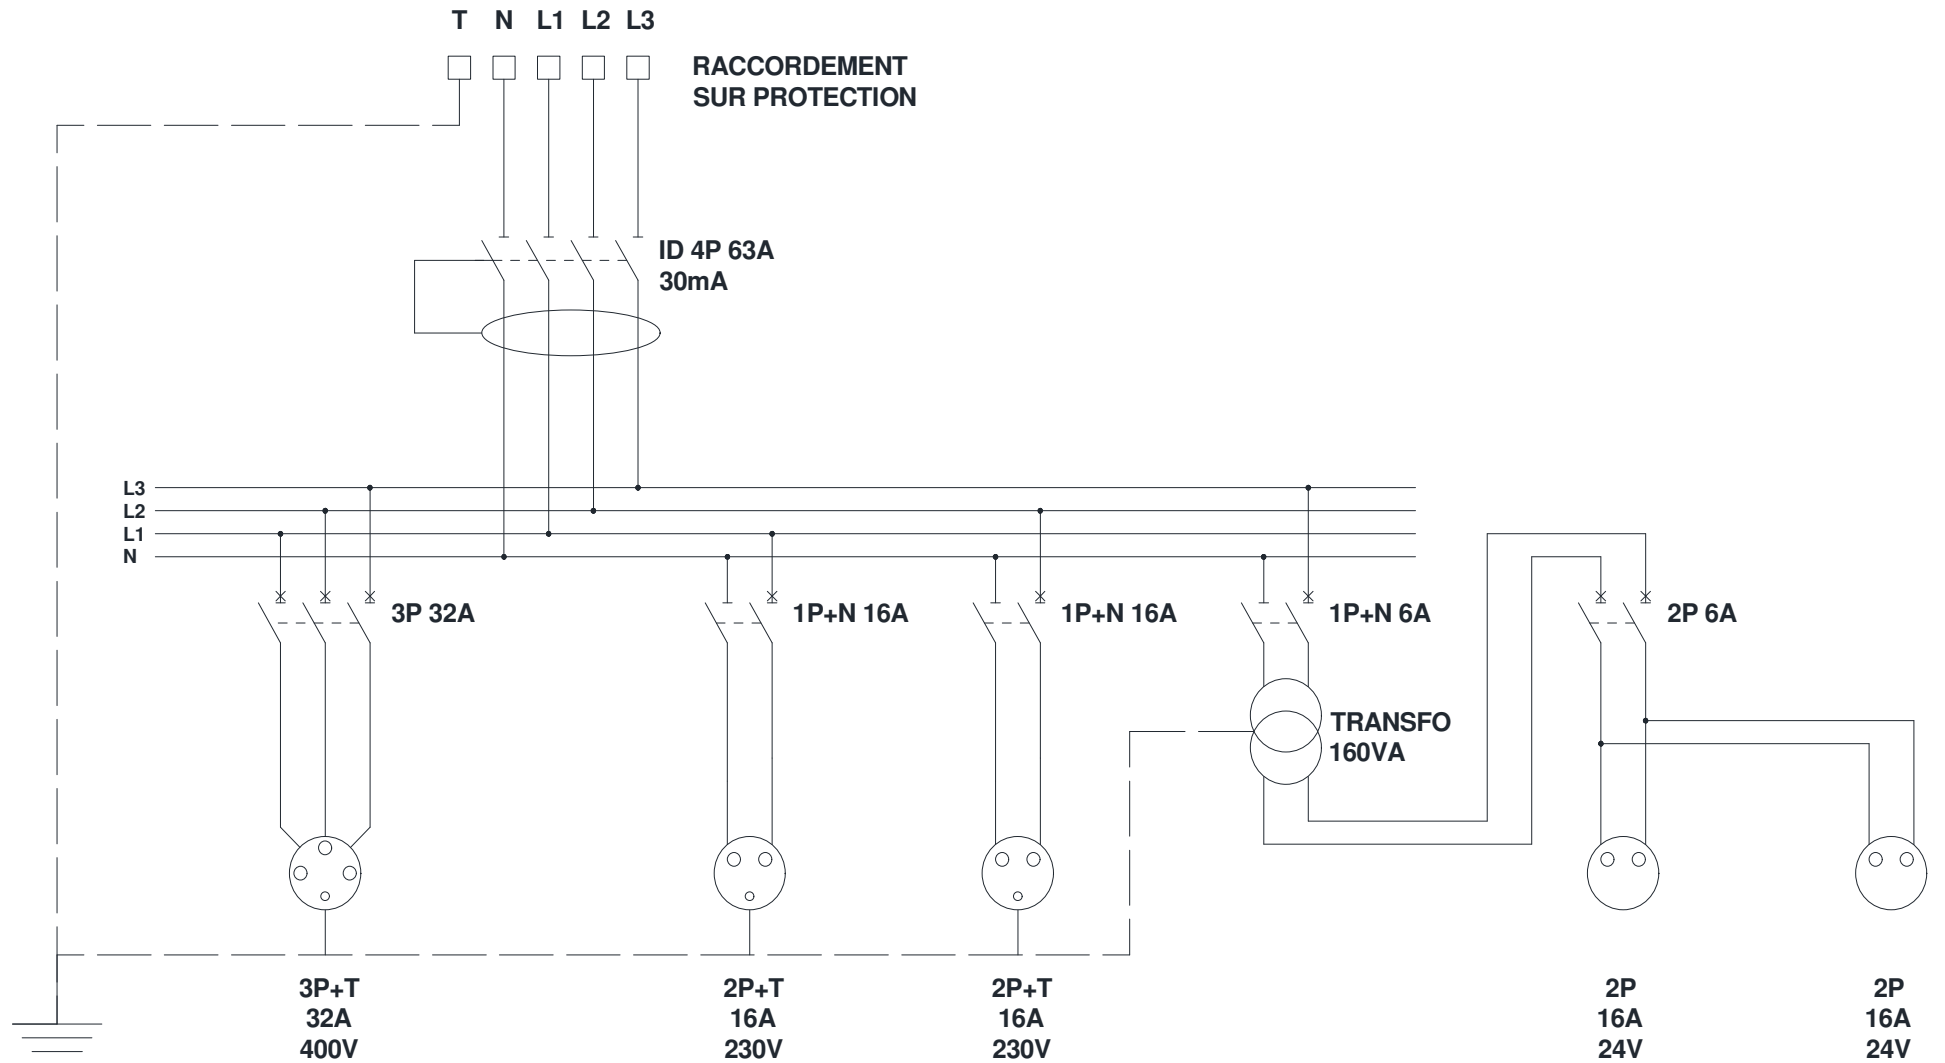 T N L1 L2 L3
RACCORDEMENT
SUR PROTECTION
ID 4P 63A
30mA
L3
L2
L1
N
3P 32A
1P+N 16A
1P+N 16A
1P+N 6A
2P 6A
TRANSFO
160VA
3P+T
32A
400V
2P+T
16A
230V
2P+T
16A
230V
2P
16A
24V
2P
16A
24V